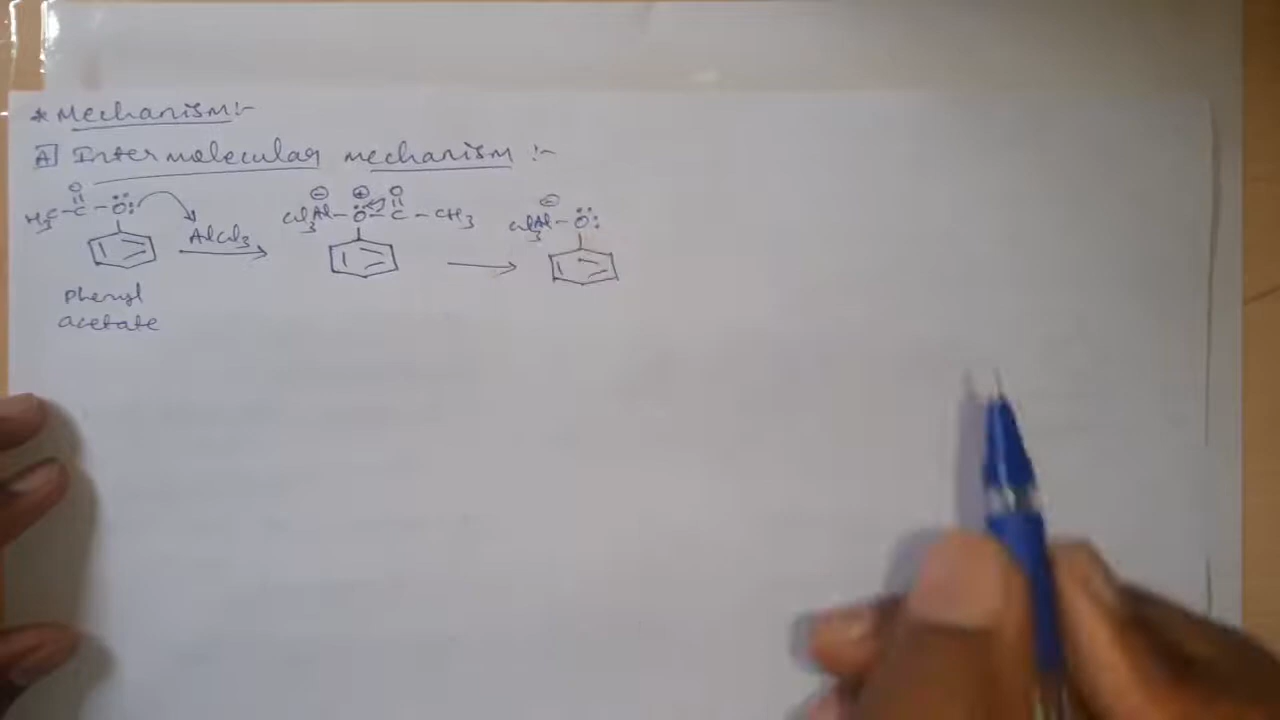 * Mechanism:-
A Intermolecular mechanism :-
O ⊖ ⊕ O ⊖
H3C-C-O: AlCl3 Cl3Al-O-C-CH3 Cl3Al-O:
Phenyl
acetate